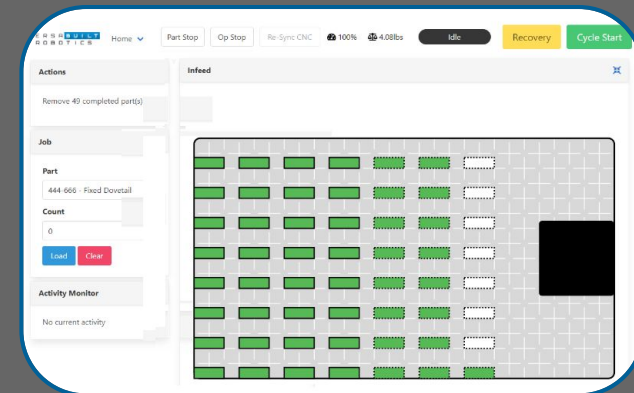 ERSABUILT
ROBOTICS
Home
Part Stop
Op Stop
Re-Sync CNC
100%
4.08lbs
Idle
Recovery
Cycle Start
Actions
Remove 49 completed part(s)
Infeed
Job
Part
444-666 - Fixed Dovetail
Count
0
Load
Clear
Activity Monitor
No current activity